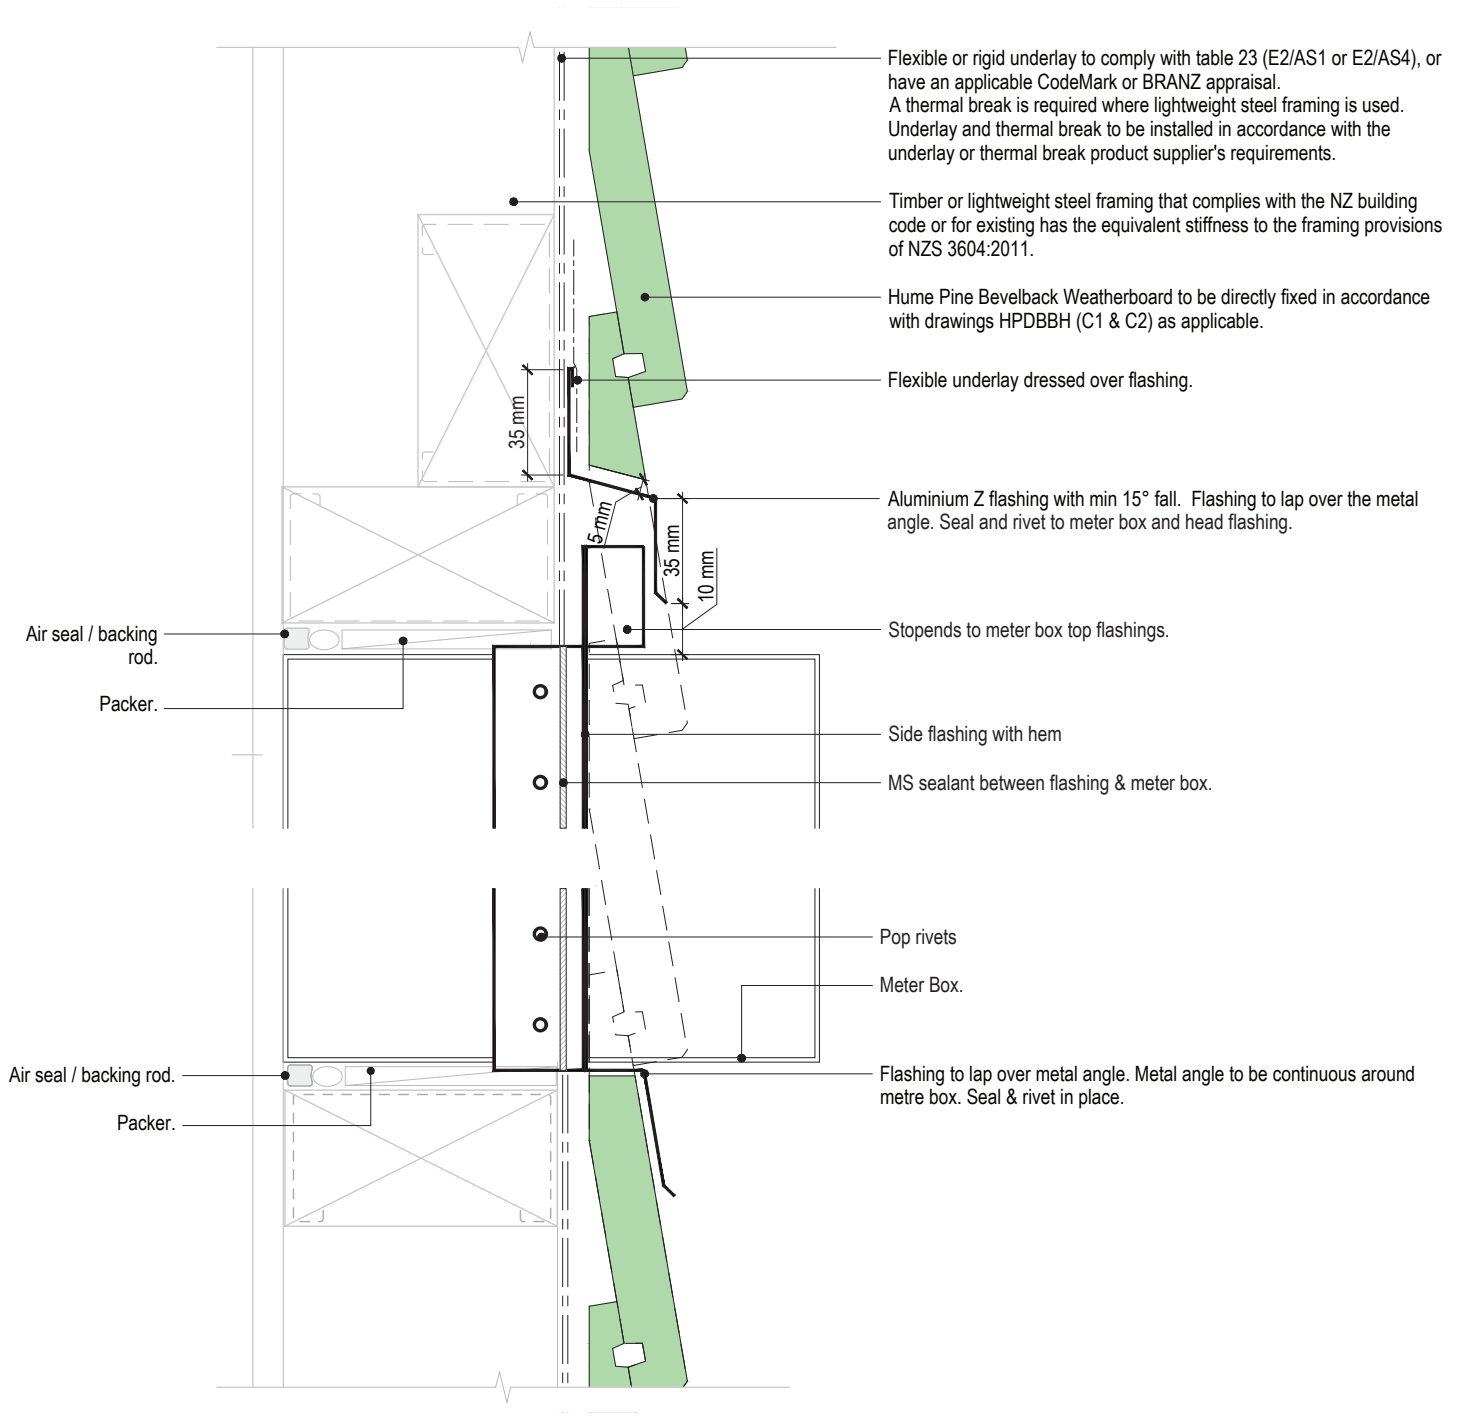 Flexible or rigid underlay to comply with table 23 (E2/AS1 or E2/AS4), or
have an applicable CodeMark or BRANZ appraisal.
A thermal break is required where lightweight steel framing is used.
Underlay and thermal break to be installed in accordance with the
underlay or thermal break product supplier's requirements.
Timber or lightweight steel framing that complies with the NZ building
code or for existing has the equivalent stiffness to the framing provisions
of NZS 3604:2011.
Hume Pine Bevelback Weatherboard to be directly fixed in accordance
with drawings HPDBBH (C1 & C2) as applicable.
Flexible underlay dressed over flashing.
35 mm
Aluminium Z flashing with min 15° fall. Flashing to lap over the metal
angle. Seal and rivet to meter box and head flashing.
5 mm
35 mm
10 mm
Air seal / backing
rod.
Stopends to meter box top flashings.
Packer.
Side flashing with hem
MS sealant between flashing & meter box.
Pop rivets
Meter Box.
Air seal / backing rod.
Flashing to lap over metal angle. Metal angle to be continuous around
metre box. Seal & rivet in place.
Packer.